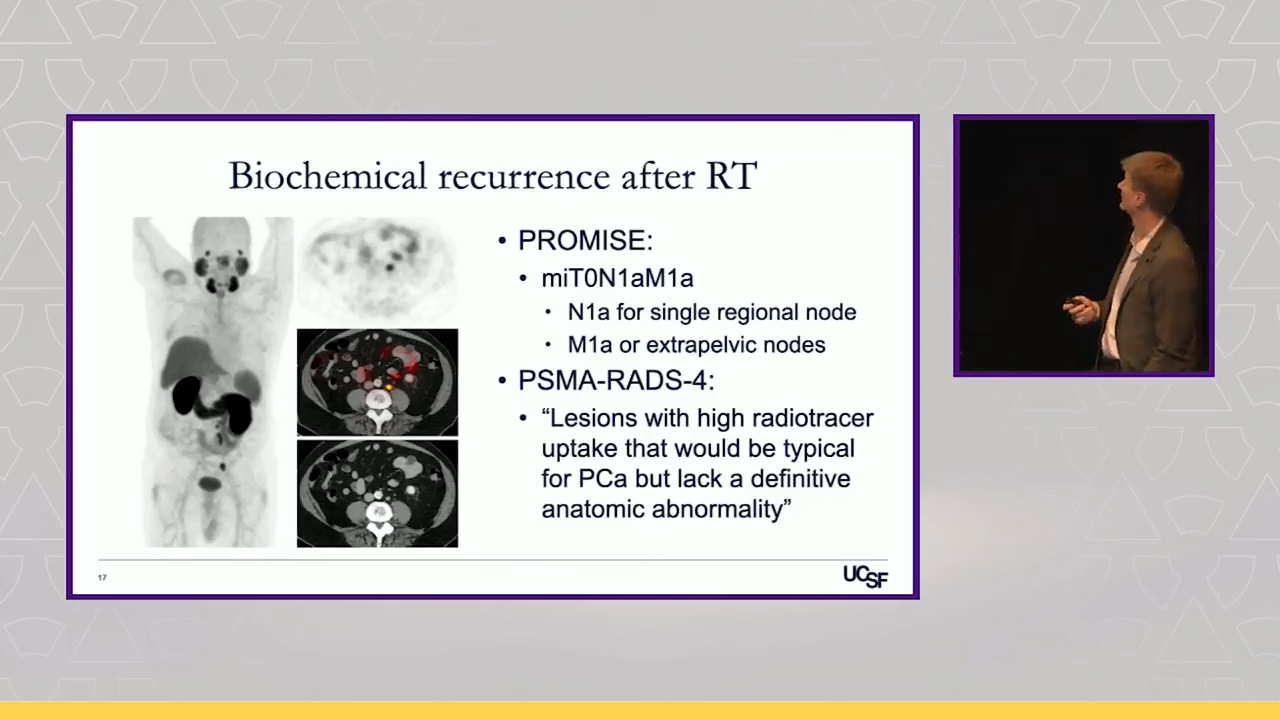 Biochemical recurrence after RT
• PROMISE:
• miT0N1aM1a
• N1a for single regional node
• M1a or extrapelvic nodes
• PSMA-RADS-4:
• “Lesions with high radiotracer
uptake that would be typical
for PCa but lack a definitive
anatomic abnormality”
17
UCSF